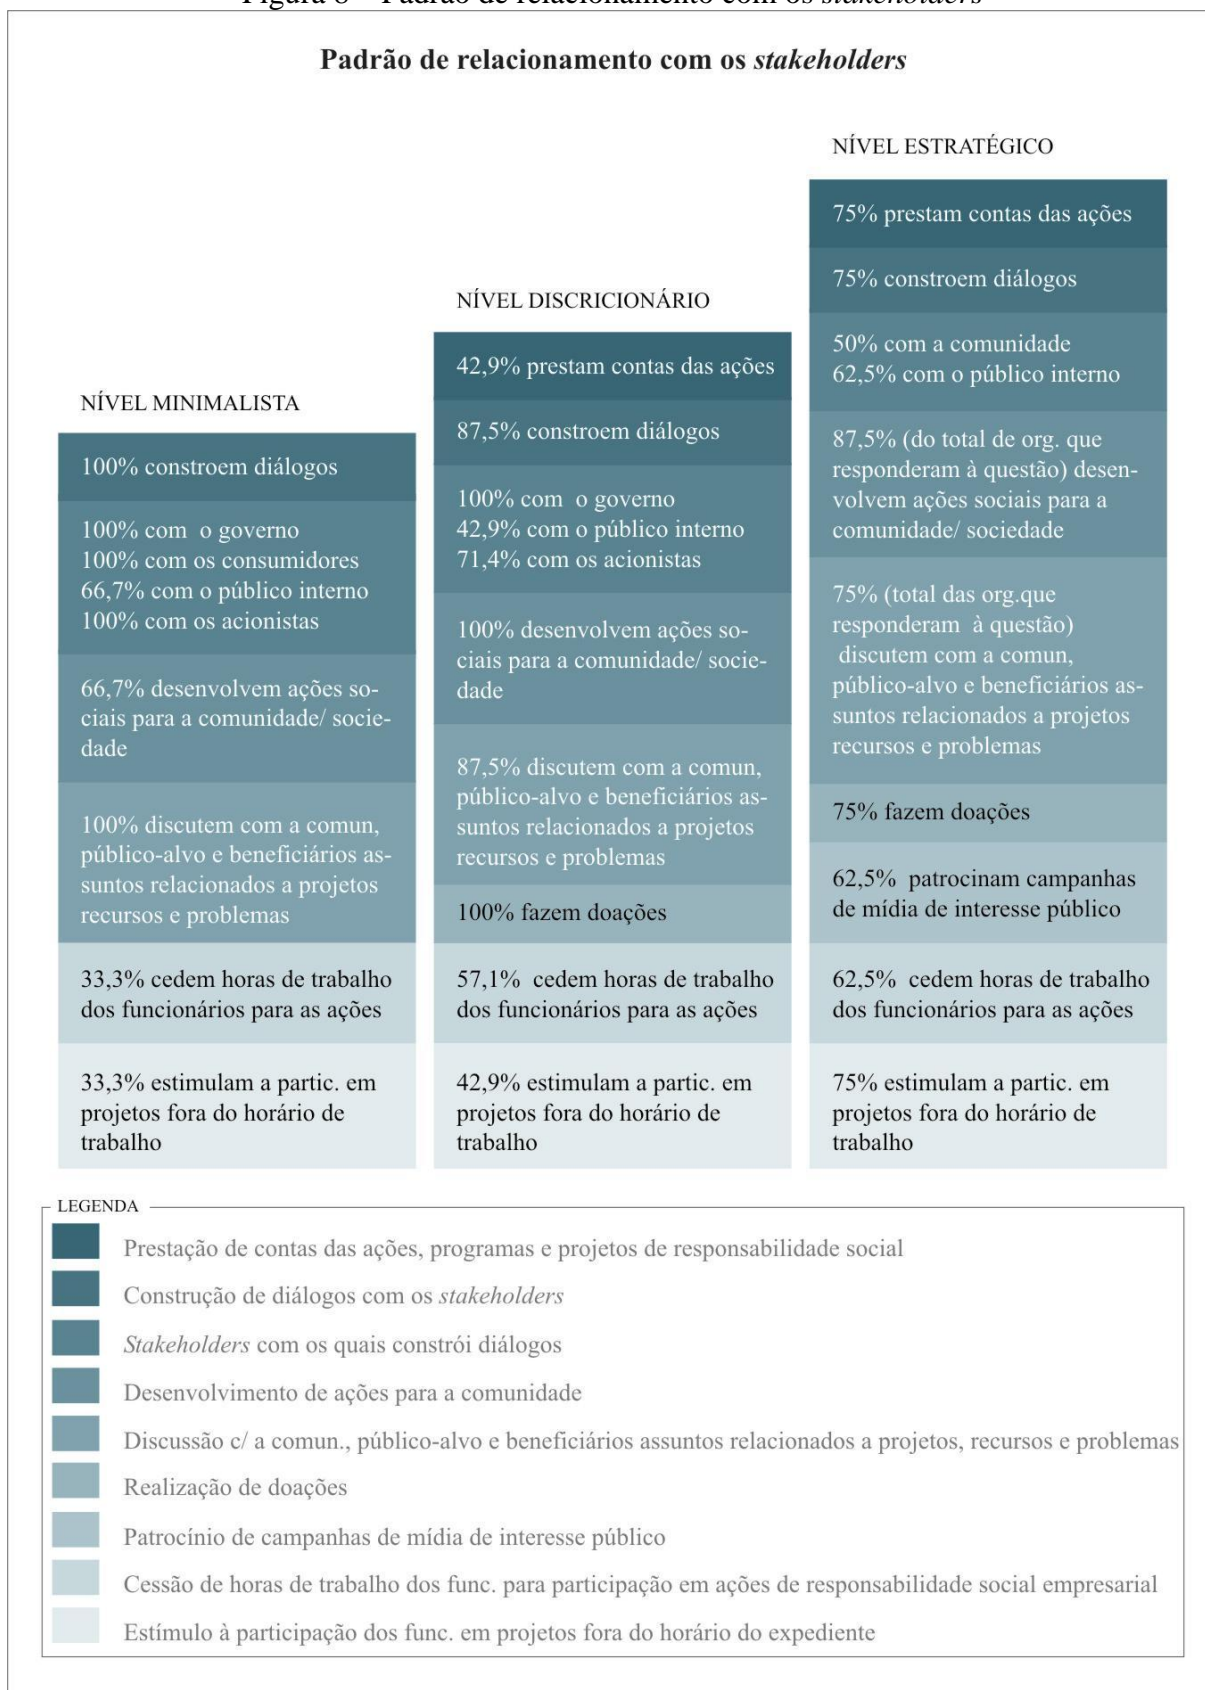 Figura 8 – Padrão de relacionamento com os stakeholders
Padrão de relacionamento com os stakeholders
NÍVEL MINIMALISTA
100% constroem diálogos
100% com o governo
100% com os consumidores
66,7% com o público interno
100% com os acionistas
66,7% desenvolvem ações so-
ciais para a comunidade/ socie-
dade
100% discutem com a comun,
público-alvo e beneficiários as-
suntos relacionados a projetos
recursos e problemas
33,3% cedem horas de trabalho
dos funcionários para as ações
33,3% estimulam a partic. em
projetos fora do horário de
trabalho
NÍVEL DISCRICIONÁRIO
42,9% prestam contas das ações
87,5% constroem diálogos
100% com o governo
42,9% com o público interno
71,4% com os acionistas
100% desenvolvem ações so-
ciais para a comunidade/ socie-
dade
87,5% discutem com a comun,
público-alvo e beneficiários as-
suntos relacionados a projetos
recursos e problemas
100% fazem doações
57,1% cedem horas de trabalho
dos funcionários para as ações
42,9% estimulam a partic. em
projetos fora do horário de
trabalho
NÍVEL ESTRATÉGICO
75% prestam contas das ações
75% constroem diálogos
50% com a comunidade
62,5% com o público interno
87,5% (do total de org. que
responderam à questão) desen-
volvem ações sociais para a
comunidade/ sociedade
75% (total das org.que
responderam à questão)
discutem com a comun,
público-alvo e beneficiários as-
suntos relacionados a projetos
recursos e problemas
75% fazem doações
62,5% patrocinam campanhas
de mídia de interesse público
62,5% cedem horas de trabalho
dos funcionários para as ações
75% estimulam a partic. em
projetos fora do horário de
trabalho
LEGENDA
Prestação de contas das ações, programas e projetos de responsabilidade social
Construção de diálogos com os stakeholders
Stakeholders com os quais constrói diálogos
Desenvolvimento de ações para a comunidade
Discussão c/ a comun., público-alvo e beneficiários assuntos relacionados a projetos, recursos e problemas
Realização de doações
Patrocínio de campanhas de mídia de interesse público
Cessão de horas de trabalho dos func. para participação em ações de responsabilidade social empresarial
Estímulo à participação dos func. em projetos fora do horário do expediente